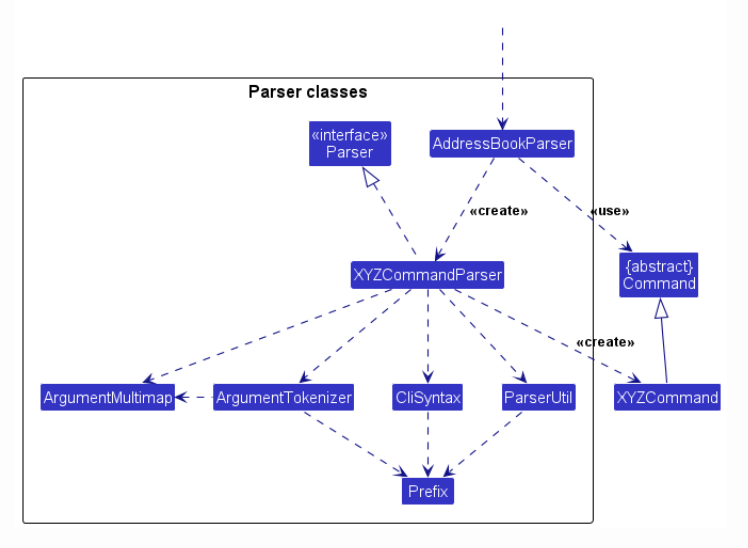 Parser classes
«interface»
Parser
AddressBookParser
«create»
«use»
{abstract}
Command
XYZCommandParser
«create»
ArgumentMultimap
ArgumentTokenizer
CliSyntax
ParserUtil
XYZCommand
Prefix